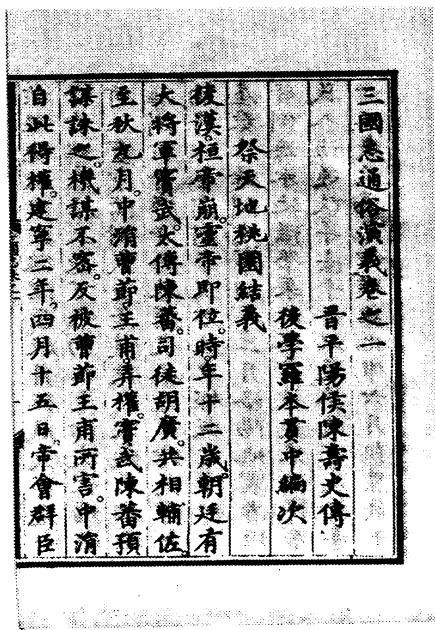 三國志通俗演義卷之一
晉平陽侯陳壽史傳
後學羅本貫中編次
祭天地桃園結義
後漢桓帝崩。靈帝即位。時年十二歲。朝廷有
大將軍竇武。太傅陳蕃。司徒胡廣。共相輔佐。
至秋九月。中涓曹節王甫弄權。竇武陳蕃預
謀誅之。機謀不密。反被曹節王甫所害。中涓
自此得權。建寧二年。四月十五日。帝會群臣